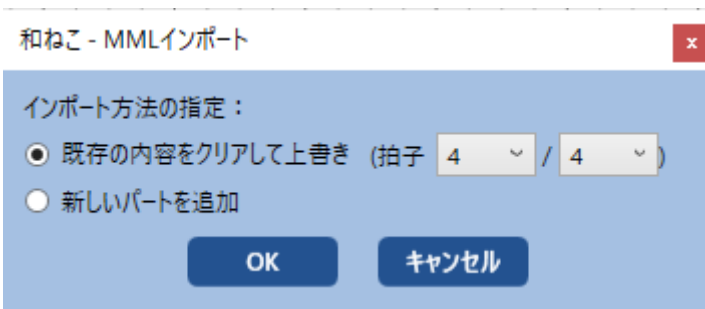 和ねこ - MMLインポート
x
インポート方法の指定：
既存の内容をクリアして上書き (拍子 4 / 4 )
新しいパートを追加
OK キャンセル